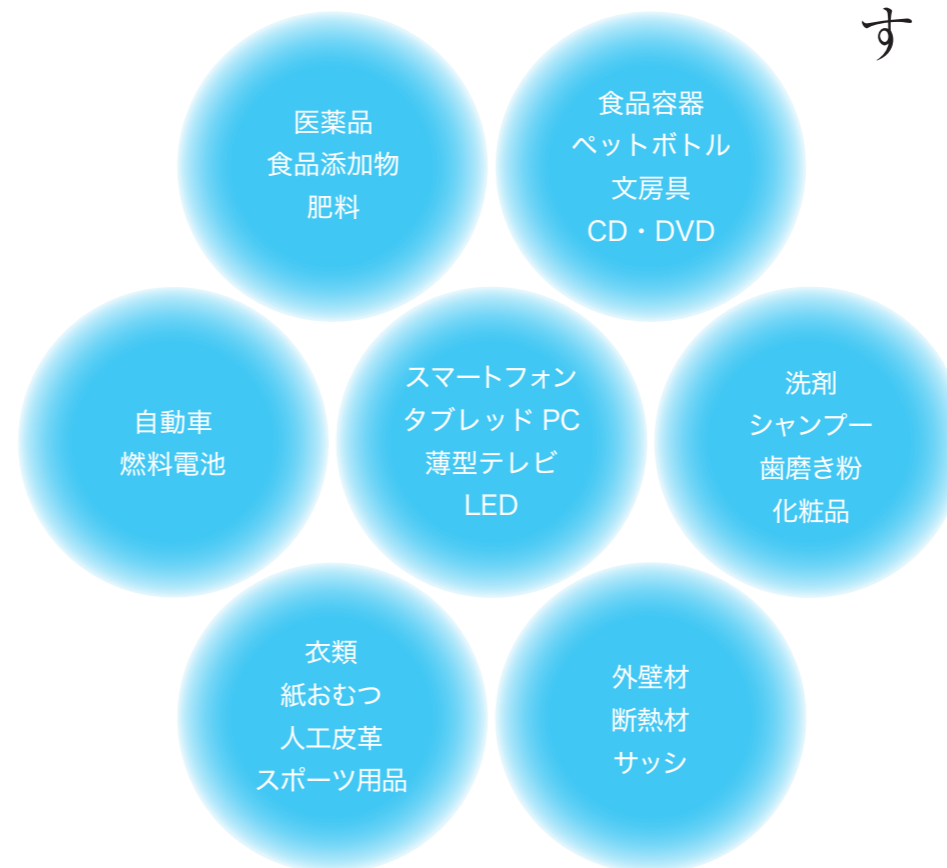 す
医薬品
食品添加物
肥料
食品容器
ペットボトル
文房具
CD・DVD
自動車
燃料電池
スマートフォン
タブレッド PC
薄型テレビ
LED
洗剤
シャンプー
歯磨き粉
化粧品
衣類
紙おむつ
人工皮革
スポーツ用品
外壁材
断熱材
サッシ